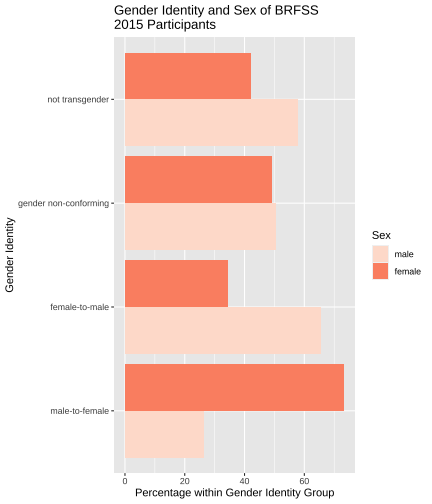 Gender Identity and Sex of BRFSS
2015 Participants
Gender Identity
not transgender
gender non-conforming
female-to-male
male-to-female
0 20 40 60
Percentage within Gender Identity Group
Sex
male
female